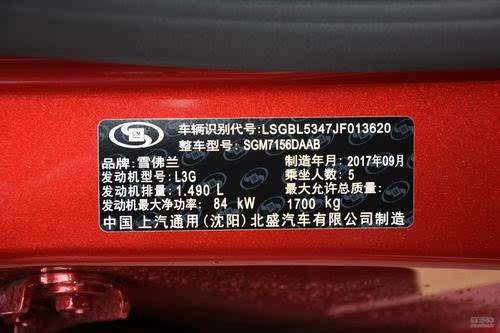 GM
车辆识别代号: LSGBL5347JF013620
整车型号: SGM7156DAAB
品牌: 雪佛兰 制造年月: 2017年09月
发动机型号: L3G 乘坐人数: 5
发动机排量: 1.490 L 最大允许总质量:
发动机最大净功率: 84 kW 1700 kg
中国 上汽通用(沈阳)北盛汽车有限公司制造